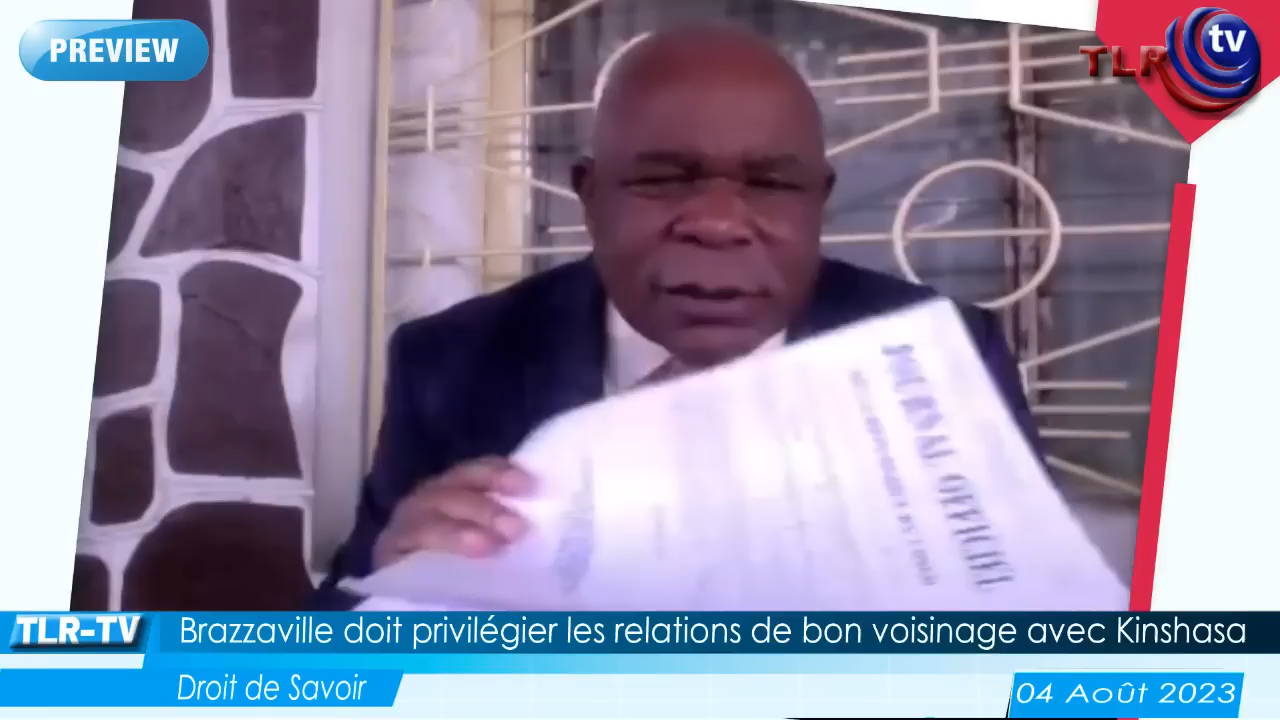 PREVIEW
TLR tv
JOURNAL OFFICIEL
TLR-TV
Brazzaville doit privilégier les relations de bon voisinage avec Kinshasa
Droit de Savoir
04 Août 2023